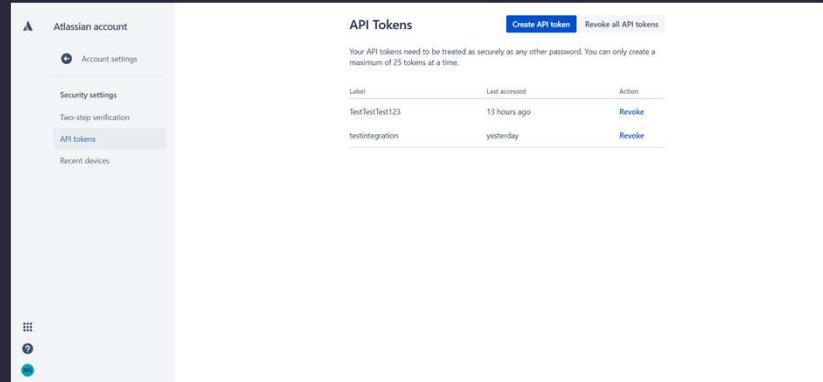 Atlassian account
Account settings
Security settings
Two-step verification
API tokens
Recent devices
API Tokens
Create API token
Revoke all API tokens
Your API tokens need to be treated as securely as any other password. You can only create a
maximum of 25 tokens at a time.
Label Last accessed Action
TestTestTest123 13 hours ago Revoke
testintegration yesterday Revoke